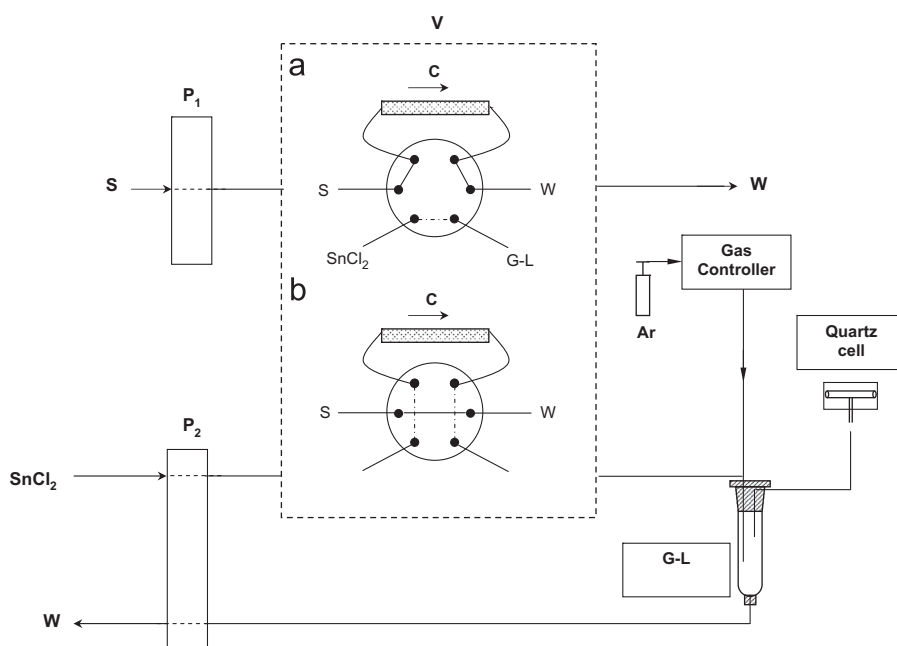 V
a
C
P₁
S
S
W
W
SnCl₂
G-L
Gas
Controller
b
Ar
C
Quartz
cell
P₂
S
W
SnCl₂
G-L
W